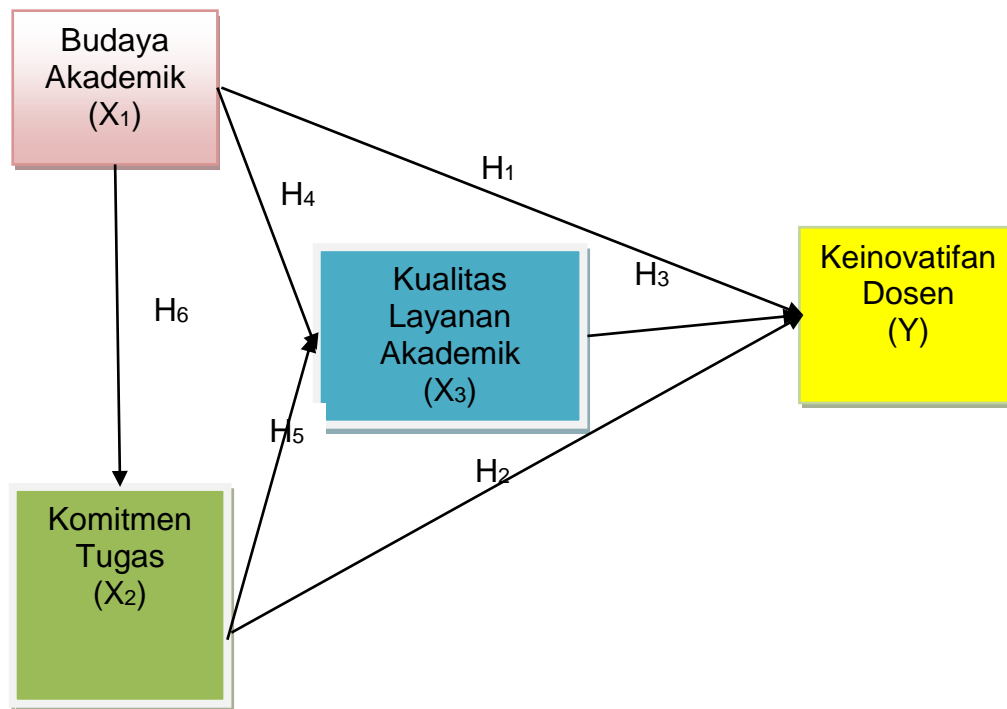 Budaya
Akademik
(X₁)
H₁
H₄
Keinovatifan
Dosen
(Y)
H₃
Kualitas
Layanan
Akademik
(X₃)
H₆
H₅
H₂
Komitmen
Tugas
(X₂)